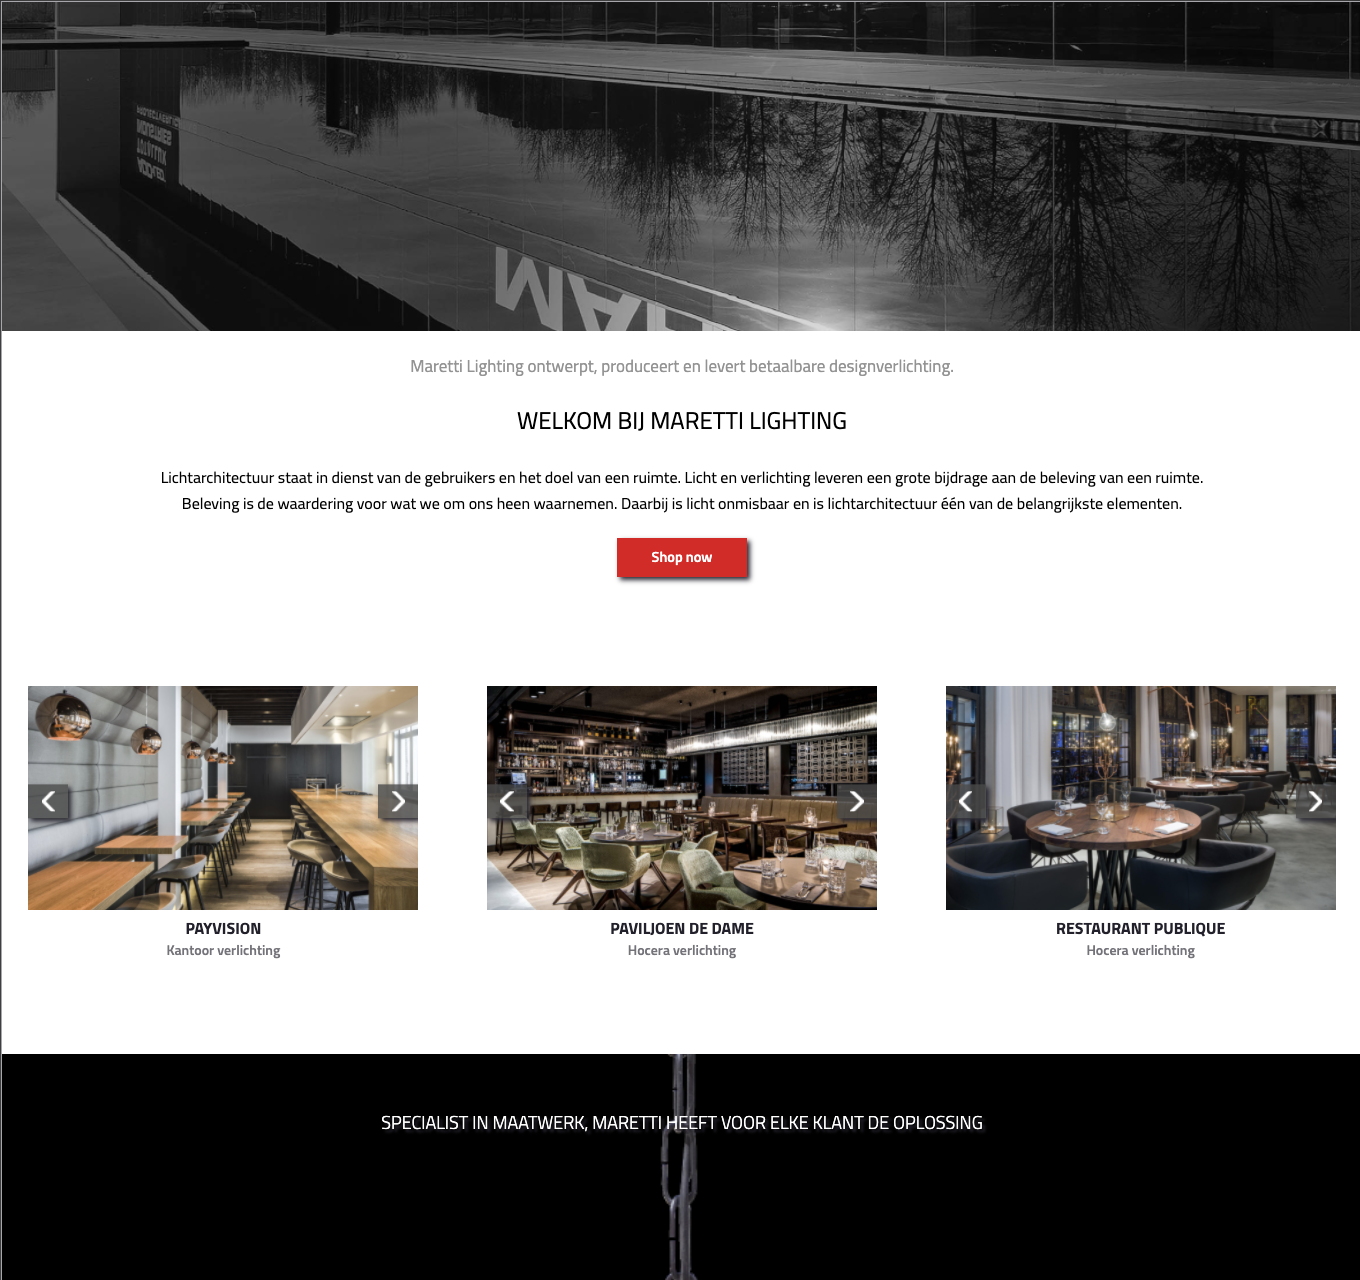 MA
Maretti Lighting ontwerpt, produceert en levert betaalbare designverlichting.
WELKOM BIJ MARETTI LIGHTING
Lichtarchitectuur staat in dienst van de gebruikers en het doel van een ruimte. Licht en verlichting leveren een grote bijdrage aan de beleving van een ruimte.
Beleving is de waardering voor wat we om ons heen waarnemen. Daarbij is licht onmisbaar en is lichtarchitectuur één van de belangrijkste elementen.
Shop now
PAYVISION
Kantoor verlichting
PAVILJOEN DE DAME
Hocera verlichting
RESTAURANT PUBLIQUE
Hocera verlichting
SPECIALIST IN MAATWERK, MARETTI HEEFT VOOR ELKE KLANT DE OPLOSSING